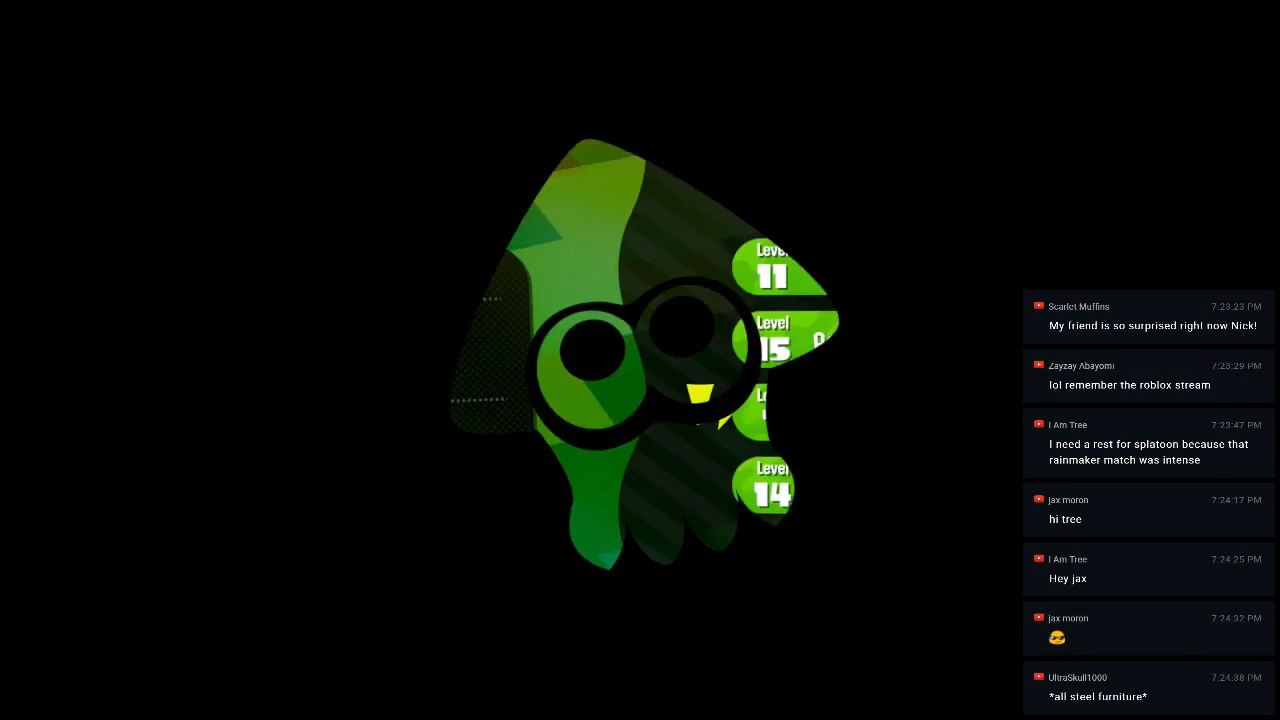 Level
11
Level
15
Level
14
Scarlet Muffins 7:23:23 PM
My friend is so surprised right now Nick!
Zayzay Abayomi 7:23:29 PM
lol remember the roblox stream
I Am Tree 7:23:47 PM
I need a rest for splatoon because that
rainmaker match was intense
jax moron 7:24:17 PM
hi tree
I Am Tree 7:24:25 PM
Hey jax
jax moron 7:24:32 PM
UltraSkull1000 7:24:38 PM
*all steel furniture*